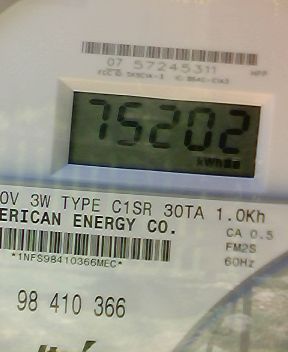 07 57245311
75202
kWh
0V 3W TYPE C1SR 30TA 1.0Kh
ERICAN ENERGY CO.
CA 0.5
FM2S
60Hz
*1NFS98410366MEC*
98 410 366